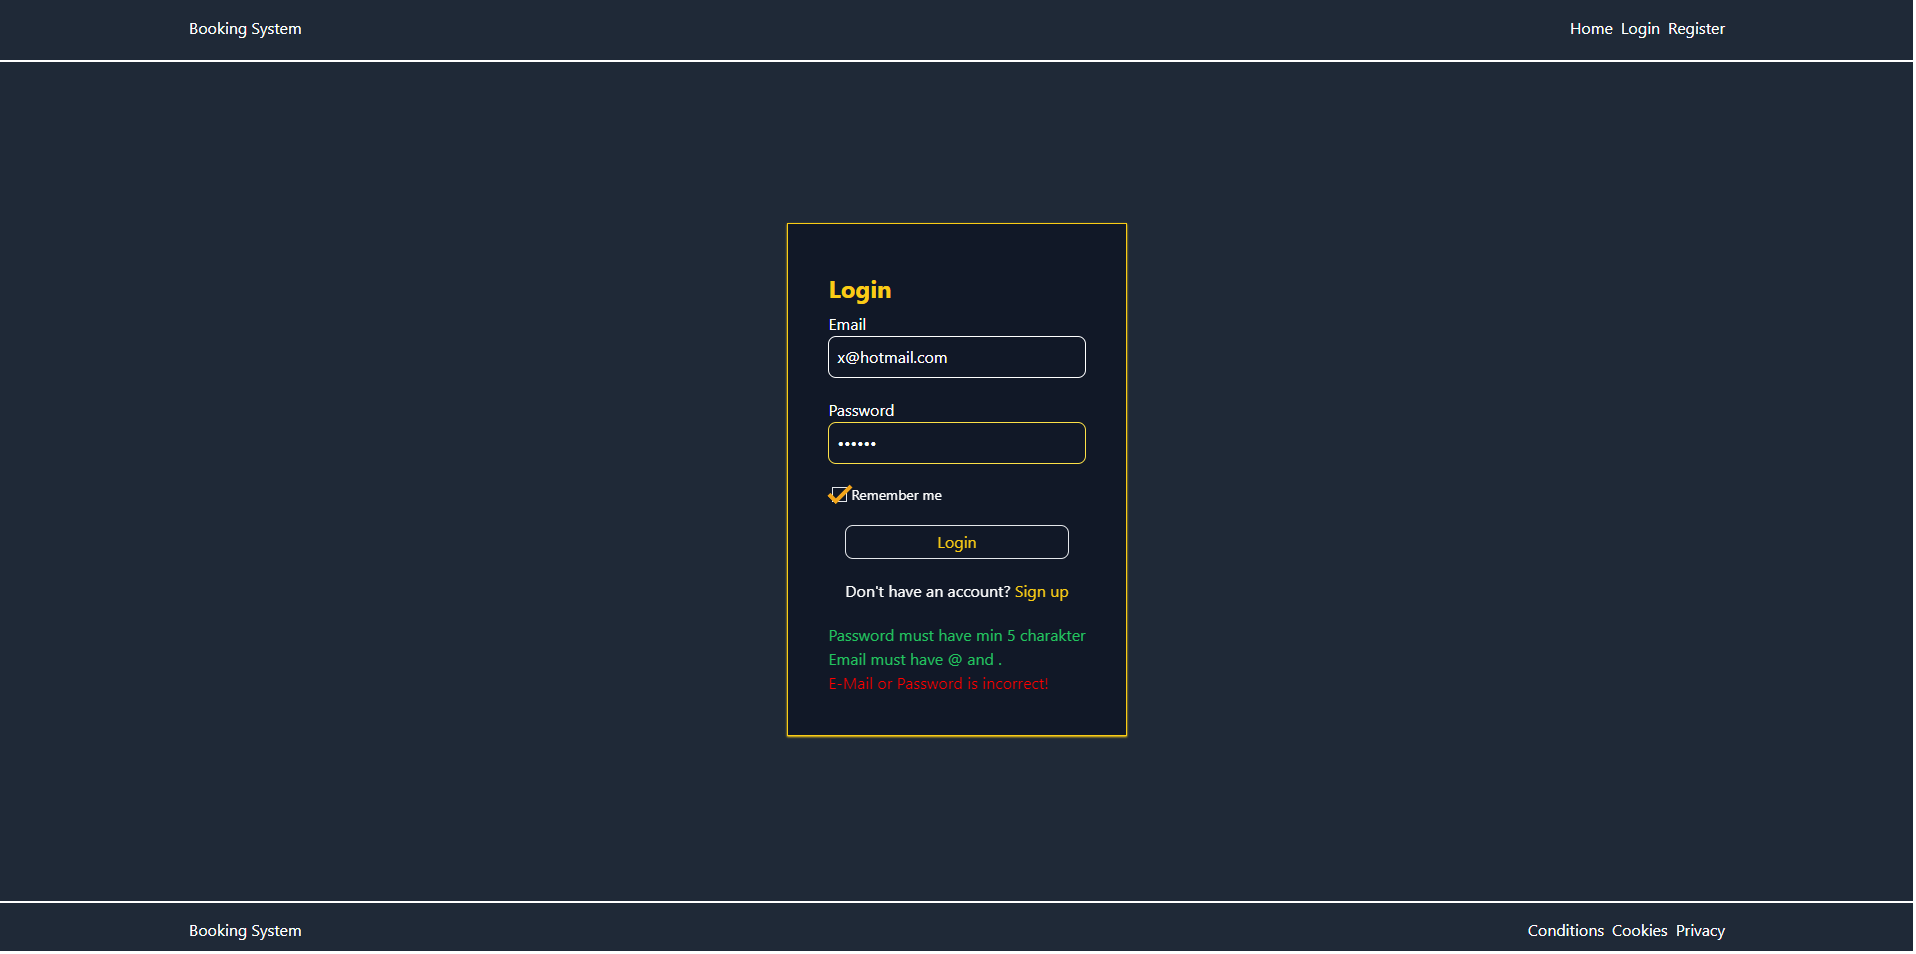 Booking System
Home Login Register
Login
Email
x@hotmail.com
Password
••••••
Remember me
Login
Don't have an account? Sign up
Password must have min 5 charakter
Email must have @ and .
E-Mail or Password is incorrect!
Booking System
Conditions Cookies Privacy